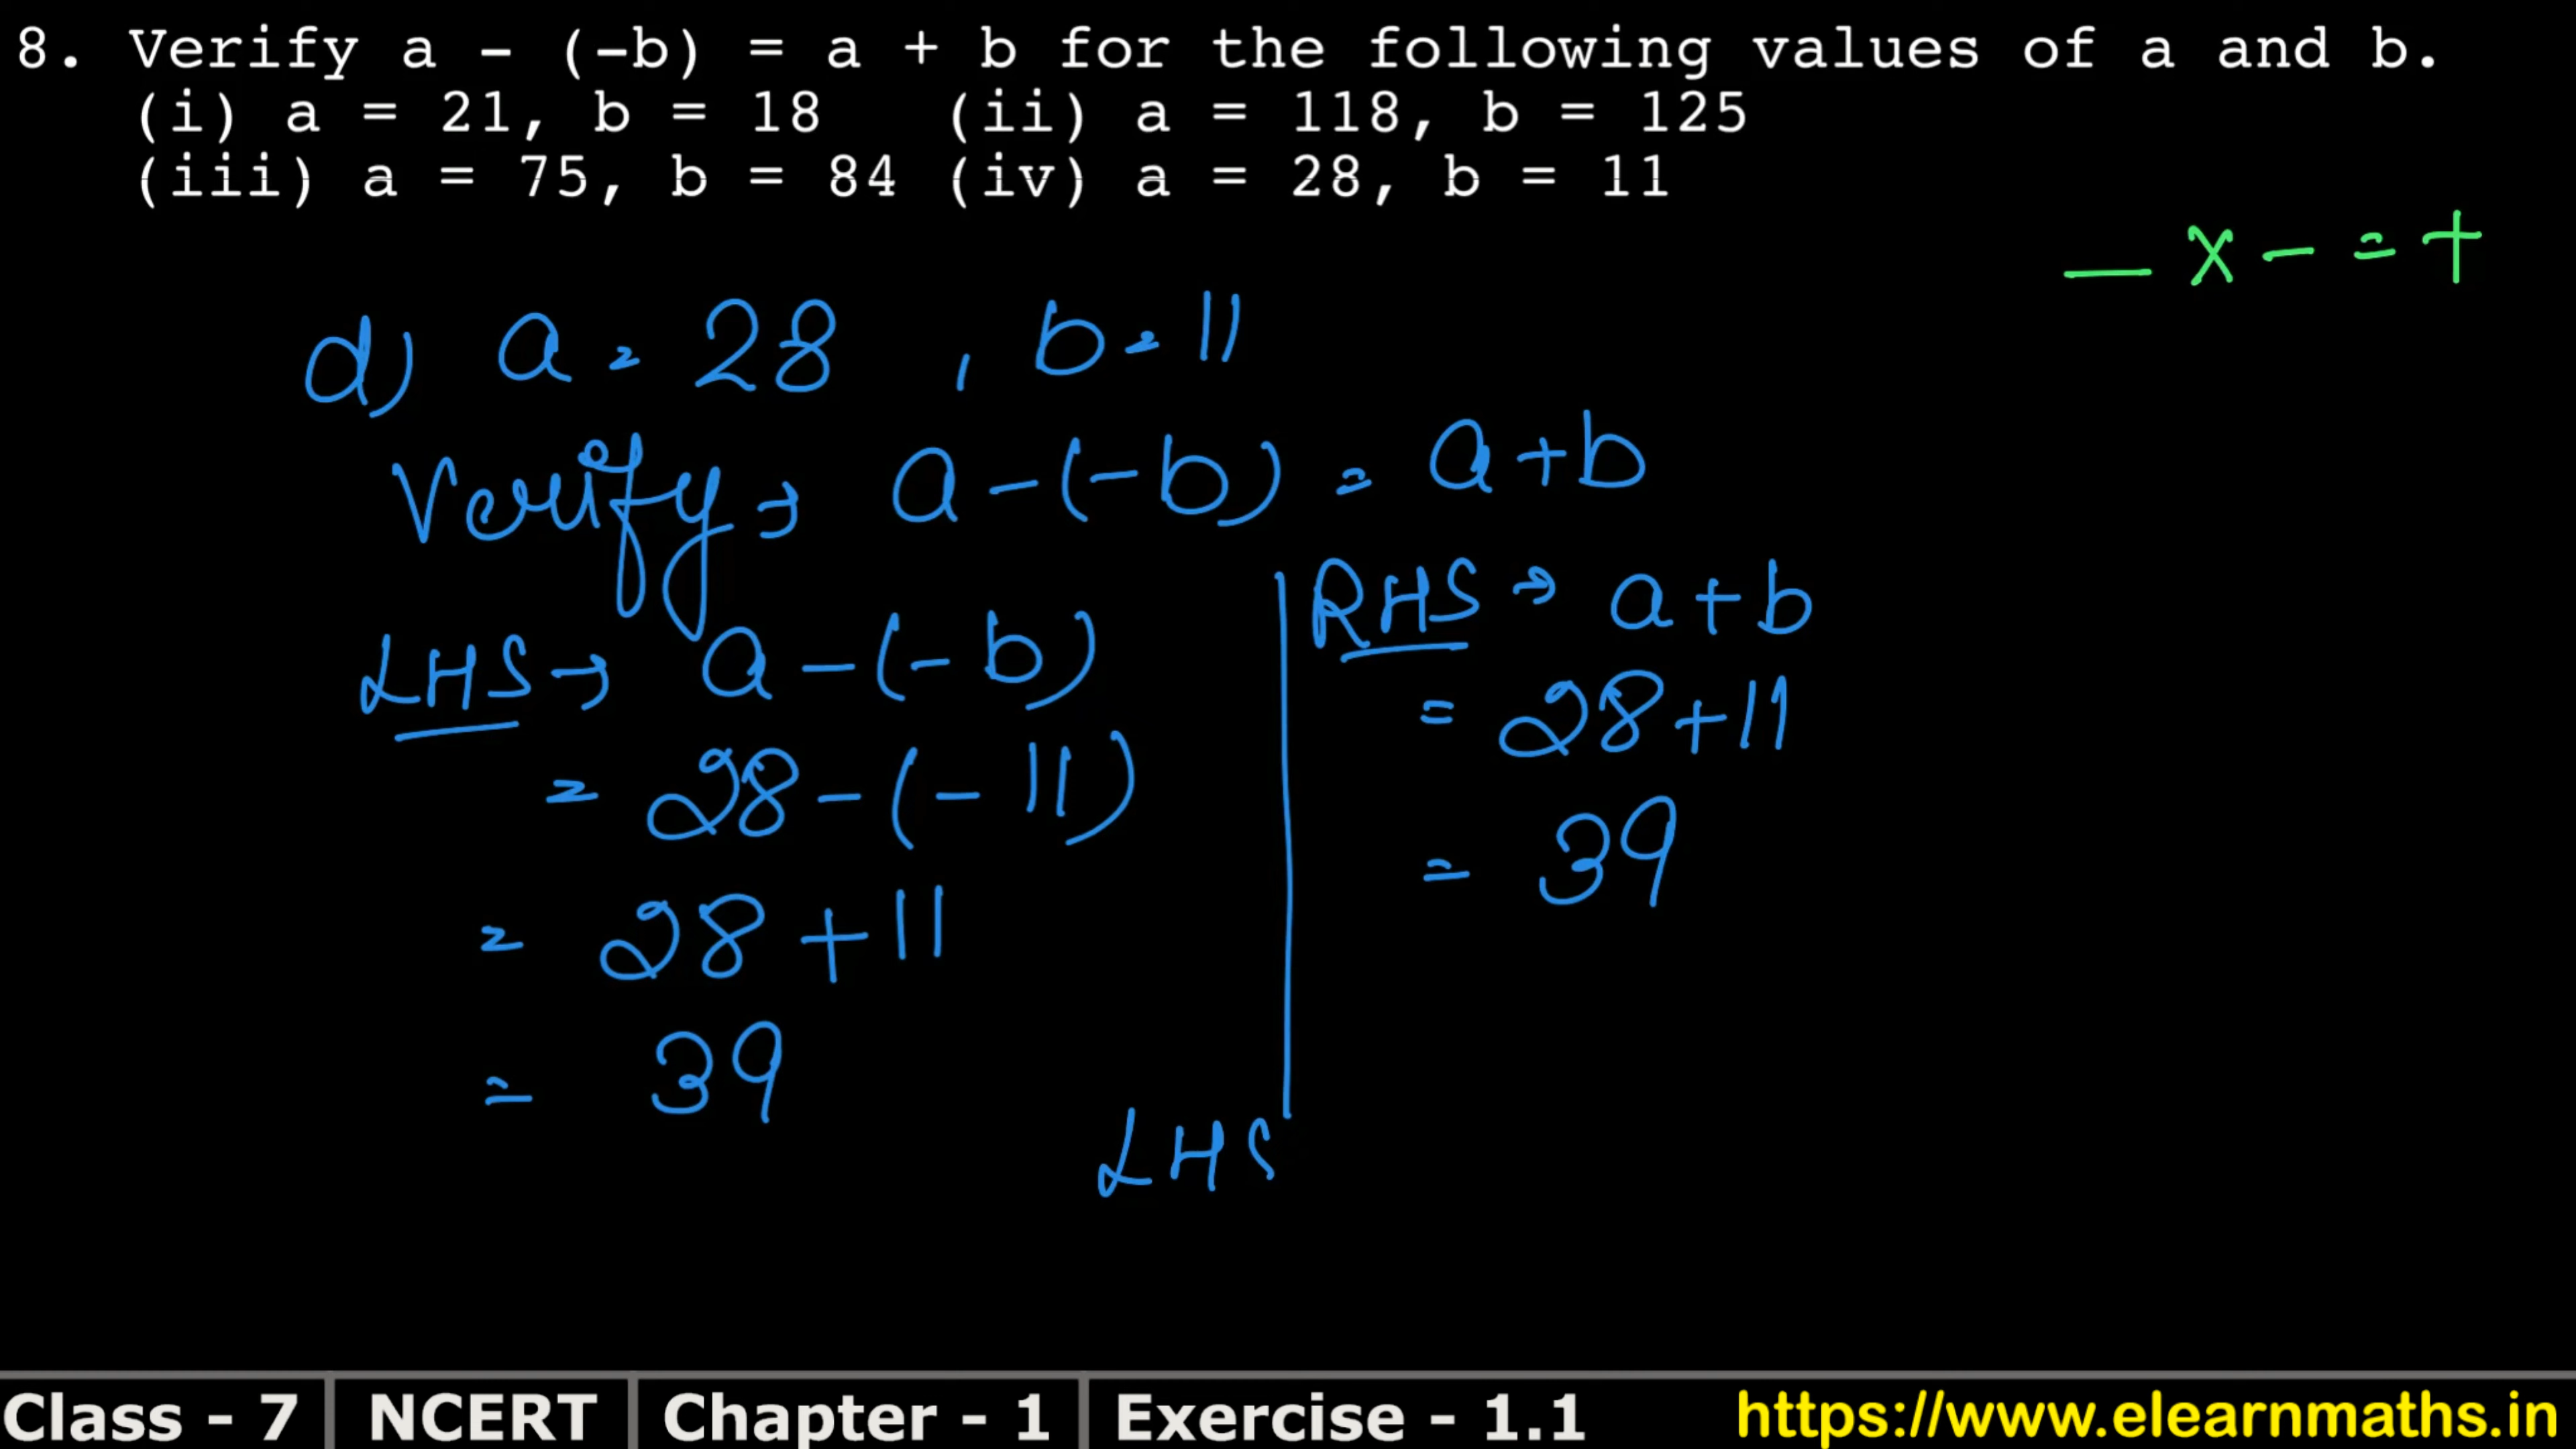 8. Verify a - (-b) = a + b for the following values of a and b.
(i) a = 21, b = 18 (ii) a = 118, b = 125
(iii) a = 75, b = 84 (iv) a = 28, b = 11
— x - = +
d) a = 28 , b = 11
Verify → a - (-b) = a + b
LHS → a - (-b)
= 28 - (-11)
= 28 + 11
= 39
RHS → a + b
= 28 + 11
= 39
LHS
Class - 7 NCERT Chapter - 1 Exercise - 1.1 https://www.elearnmaths.in